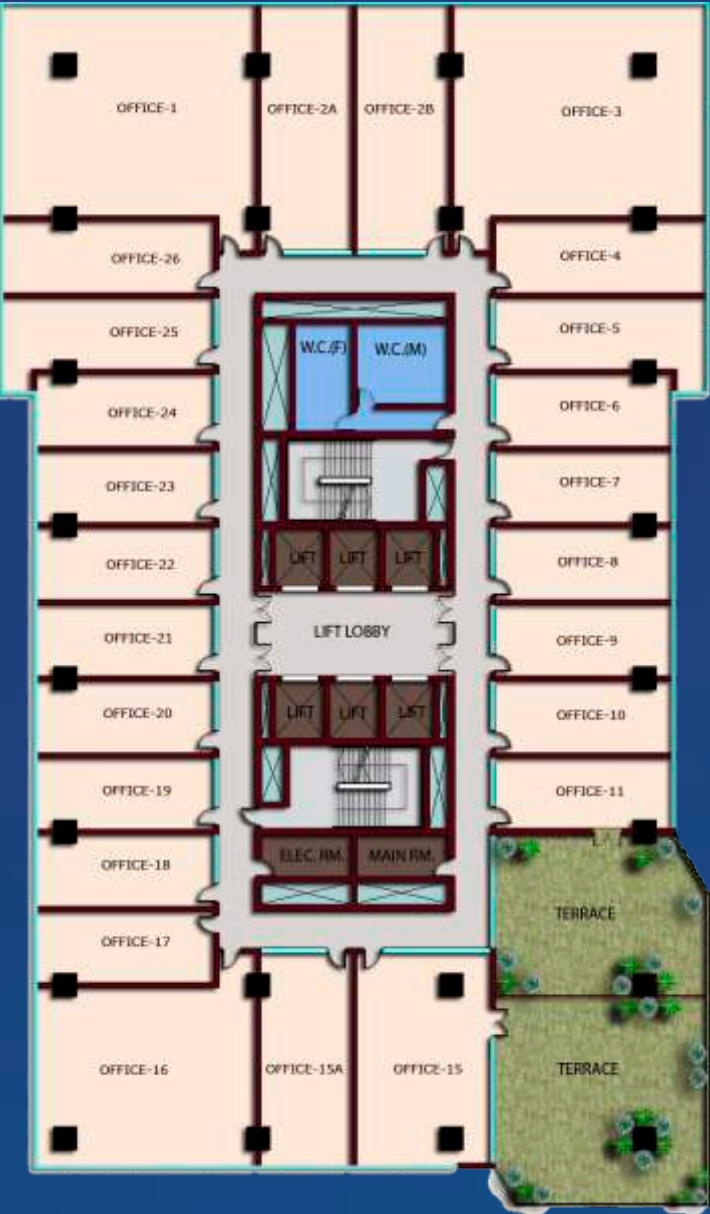 OFFICE-1
OFFICE-2A
OFFICE-2B
OFFICE-3
OFFICE-26
OFFICE-4
OFFICE-25
OFFICE-5
W.C.(F)
W.C.(M)
OFFICE-24
OFFICE-6
OFFICE-23
OFFICE-7
OFFICE-22
LIFT
LIFT
LIFT
OFFICE-8
OFFICE-21
LIFT LOBBY
OFFICE-9
OFFICE-20
LIFT
LIFT
LIFT
OFFICE-10
OFFICE-19
OFFICE-11
OFFICE-18
ELEC. RM.
MAIN RM.
OFFICE-17
TERRACE
OFFICE-16
OFFICE-15A
OFFICE-15
TERRACE